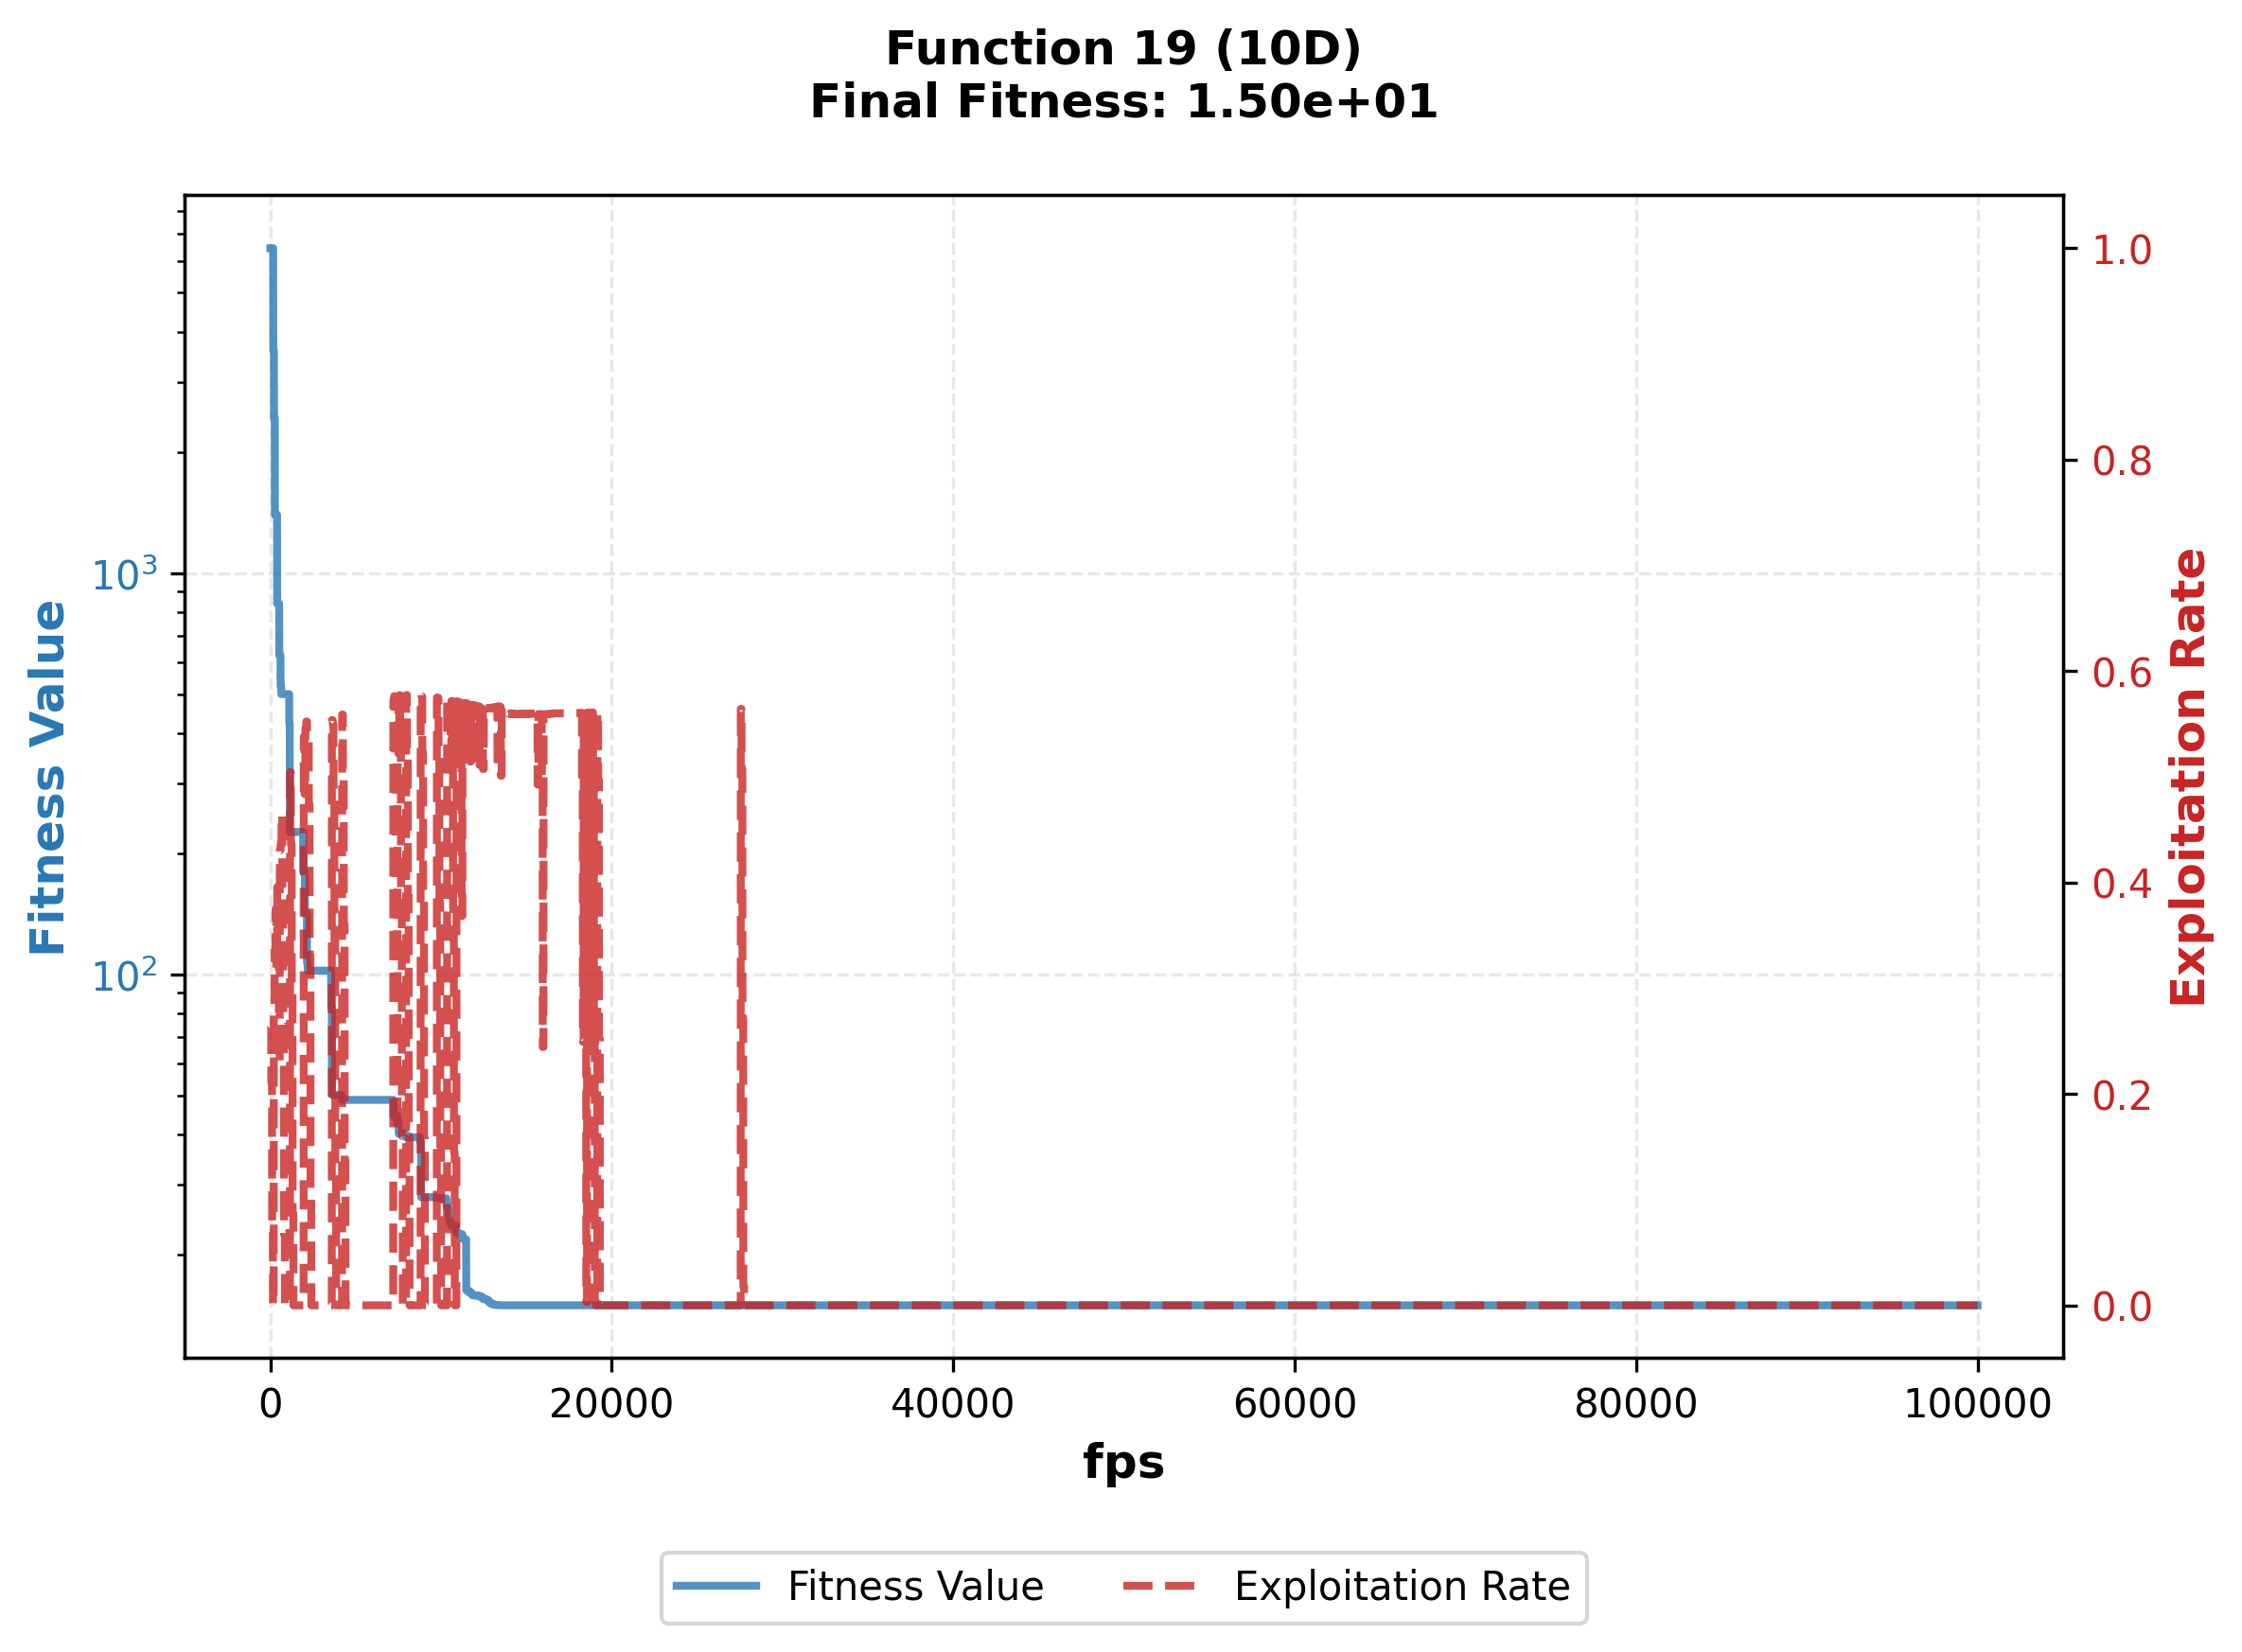 Function 19 (10D)
Final Fitness: 1.50e+01
Fitness Value
10³
10²
Exploitation Rate
1.0
0.8
0.6
0.4
0.2
0.0
0 20000 40000 60000 80000 100000
fps
Fitness Value Exploitation Rate